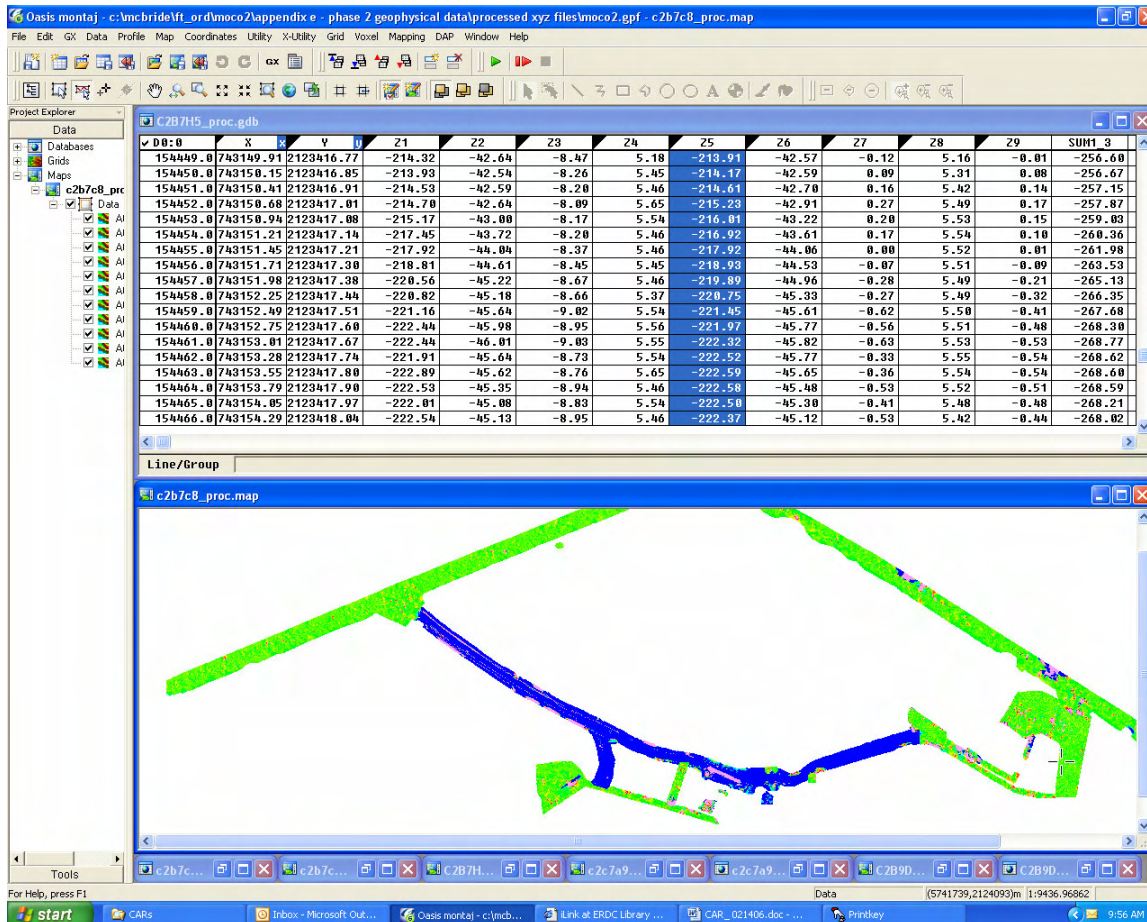 Oasis montaj - c:\mcbride\ft_ord\moco2\appendix e - phase 2 geophysical data\processed xyz files\moco2.gpf - c2b7c8_proc.map
File Edit GX Data Profile Map Coordinates Utility X-Utility Grid Voxel Mapping DAP Window Help
GX
Project Explorer
Data
Databases
Grids
Maps
c2b7c8_prc
Data
Al
Al
Al
Al
Al
Al
Al
Al
Al
Al
Al
C2B7H5_proc.gdb
D0:0 X x Y y Z1 Z2 Z3 Z4 Z5 Z6 Z7 Z8 Z9 SUM1_3
154449.0 743149.91 2123416.77 -214.32 -42.64 -8.47 5.18 -213.91 -42.57 -0.12 5.16 -0.01 -256.60
154450.0 743150.15 2123416.85 -213.93 -42.54 -8.26 5.45 -214.17 -42.59 0.09 5.31 0.08 -256.67
154451.0 743150.41 2123416.91 -214.53 -42.59 -8.20 5.46 -214.61 -42.70 0.16 5.42 0.14 -257.15
154452.0 743150.68 2123417.01 -214.70 -42.64 -8.09 5.65 -215.23 -42.91 0.27 5.49 0.17 -257.87
154453.0 743150.94 2123417.08 -215.17 -43.00 -8.17 5.54 -216.01 -43.22 0.20 5.53 0.15 -259.03
154454.0 743151.21 2123417.14 -217.45 -43.72 -8.20 5.46 -216.92 -43.61 0.17 5.54 0.10 -260.36
154455.0 743151.45 2123417.21 -217.92 -44.04 -8.37 5.46 -217.92 -44.06 0.00 5.52 0.01 -261.98
154456.0 743151.71 2123417.30 -218.81 -44.61 -8.45 5.45 -218.93 -44.53 -0.07 5.51 -0.09 -263.53
154457.0 743151.98 2123417.38 -220.56 -45.22 -8.67 5.46 -219.89 -44.96 -0.28 5.49 -0.21 -265.13
154458.0 743152.25 2123417.44 -220.82 -45.18 -8.66 5.37 -220.75 -45.33 -0.27 5.49 -0.32 -266.35
154459.0 743152.49 2123417.51 -221.16 -45.64 -9.02 5.54 -221.45 -45.61 -0.62 5.50 -0.41 -267.68
154460.0 743152.75 2123417.60 -222.44 -45.98 -8.95 5.56 -221.97 -45.77 -0.56 5.51 -0.48 -268.30
154461.0 743153.01 2123417.67 -222.44 -46.01 -9.03 5.55 -222.32 -45.82 -0.63 5.53 -0.53 -268.77
154462.0 743153.28 2123417.74 -221.91 -45.64 -8.73 5.54 -222.52 -45.77 -0.33 5.55 -0.54 -268.62
154463.0 743153.55 2123417.80 -222.89 -45.62 -8.76 5.65 -222.59 -45.65 -0.36 5.54 -0.54 -268.60
154464.0 743153.79 2123417.90 -222.53 -45.35 -8.94 5.46 -222.58 -45.48 -0.53 5.52 -0.51 -268.59
154465.0 743154.05 2123417.97 -222.01 -45.08 -8.83 5.54 -222.50 -45.30 -0.41 5.48 -0.48 -268.21
154466.0 743154.29 2123418.04 -222.54 -45.13 -8.95 5.46 -222.37 -45.12 -0.53 5.42 -0.44 -268.02
Line/Group
c2b7c8_proc.map
Tools
c2b7c... c2b7c... C2B7H... c2c7a9... c2c7a9... C2B9D... C2B9D...
For Help, press F1
Data (5741739,2124093)m 1:9436.96862
start CARs Inbox - Microsoft Out... Oasis montaj - c:\mcb... iLink at ERDC Library ... CAR_021406.doc - ... Printkey 9:56 AM